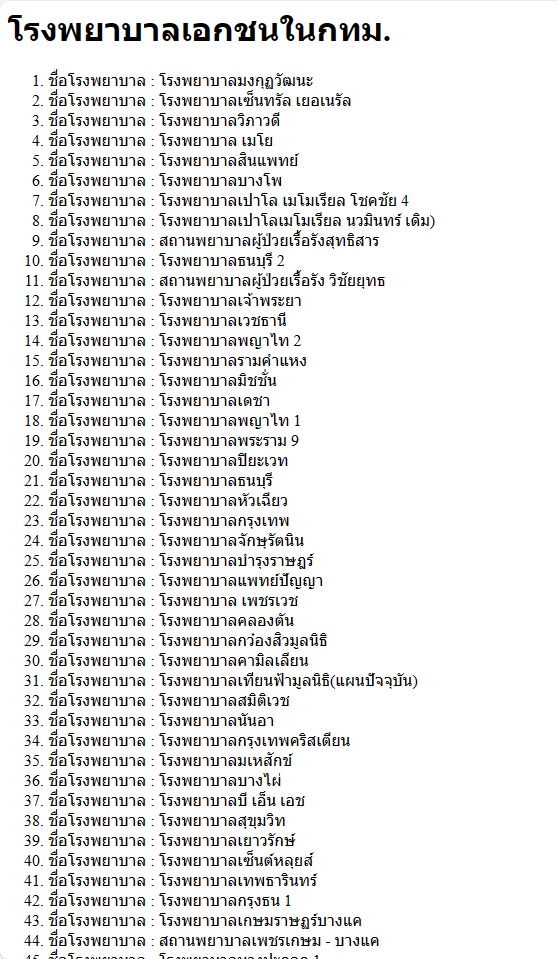 โรงพยาบาลเอกชนในกทม.
1. ชื่อโรงพยาบาล : โรงพยาบาลมงกุฎวัฒนะ
2. ชื่อโรงพยาบาล : โรงพยาบาลเซ็นทรัล เยอเนรัล
3. ชื่อโรงพยาบาล : โรงพยาบาลวิภาวดี
4. ชื่อโรงพยาบาล : โรงพยาบาล เมโย
5. ชื่อโรงพยาบาล : โรงพยาบาลสินแพทย์
6. ชื่อโรงพยาบาล : โรงพยาบาลบางโพ
7. ชื่อโรงพยาบาล : โรงพยาบาลเปาโล เมโมเรียล โชคชัย 4
8. ชื่อโรงพยาบาล : โรงพยาบาลเปาโลเมโมเรียล นวมินทร์ เดิม)
9. ชื่อโรงพยาบาล : สถานพยาบาลผู้ป่วยเรื้อรังสุทธิสาร
10. ชื่อโรงพยาบาล : โรงพยาบาลธนบุรี 2
11. ชื่อโรงพยาบาล : สถานพยาบาลผู้ป่วยเรื้อรัง วิชัยยุทธ
12. ชื่อโรงพยาบาล : โรงพยาบาลเจ้าพระยา
13. ชื่อโรงพยาบาล : โรงพยาบาลเวชธานี
14. ชื่อโรงพยาบาล : โรงพยาบาลพญาไท 2
15. ชื่อโรงพยาบาล : โรงพยาบาลรามคำแหง
16. ชื่อโรงพยาบาล : โรงพยาบาลมิชชั่น
17. ชื่อโรงพยาบาล : โรงพยาบาลเดชา
18. ชื่อโรงพยาบาล : โรงพยาบาลพญาไท 1
19. ชื่อโรงพยาบาล : โรงพยาบาลพระราม 9
20. ชื่อโรงพยาบาล : โรงพยาบาลปิยะเวท
21. ชื่อโรงพยาบาล : โรงพยาบาลธนบุรี
22. ชื่อโรงพยาบาล : โรงพยาบาลหัวเฉียว
23. ชื่อโรงพยาบาล : โรงพยาบาลกรุงเทพ
24. ชื่อโรงพยาบาล : โรงพยาบาลจักษุรัตนิน
25. ชื่อโรงพยาบาล : โรงพยาบาลบำรุงราษฎร์
26. ชื่อโรงพยาบาล : โรงพยาบาลแพทย์ปัญญา
27. ชื่อโรงพยาบาล : โรงพยาบาล เพชรเวช
28. ชื่อโรงพยาบาล : โรงพยาบาลคลองตัน
29. ชื่อโรงพยาบาล : โรงพยาบาลกว๋องสิวมูลนิธิ
30. ชื่อโรงพยาบาล : โรงพยาบาลคามิลเลียน
31. ชื่อโรงพยาบาล : โรงพยาบาลเทียนฟ้ามูลนิธิ(แผนปัจจุบัน)
32. ชื่อโรงพยาบาล : โรงพยาบาลสมิติเวช
33. ชื่อโรงพยาบาล : โรงพยาบาลนันอา
34. ชื่อโรงพยาบาล : โรงพยาบาลกรุงเทพคริสเตียน
35. ชื่อโรงพยาบาล : โรงพยาบาลมเหสักข์
36. ชื่อโรงพยาบาล : โรงพยาบาลบางไผ่
37. ชื่อโรงพยาบาล : โรงพยาบาลบี เอ็น เอช
38. ชื่อโรงพยาบาล : โรงพยาบาลสุขุมวิท
39. ชื่อโรงพยาบาล : โรงพยาบาลเยาวรักษ์
40. ชื่อโรงพยาบาล : โรงพยาบาลเซ็นต์หลุยส์
41. ชื่อโรงพยาบาล : โรงพยาบาลเทพธารินทร์
42. ชื่อโรงพยาบาล : โรงพยาบาลกรุงธน 1
43. ชื่อโรงพยาบาล : โรงพยาบาลเกษมราษฏร์บางแค
44. ชื่อโรงพยาบาล : สถานพยาบาลเพชรเกษม - บางแค